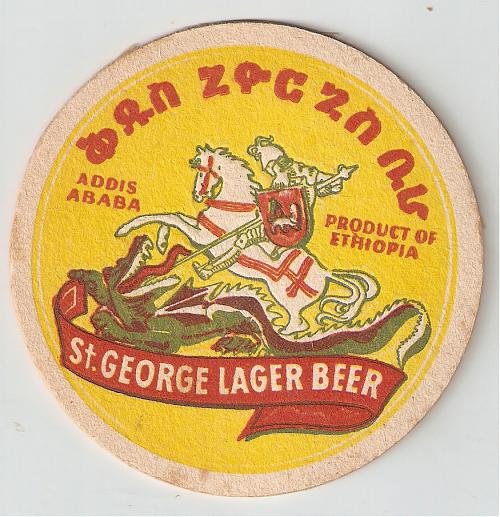 ቅዱስ ጊዮርጊስ ቢራ
ADDIS
ABABA
PRODUCT OF
ETHIOPIA
St. GEORGE LAGER BEER